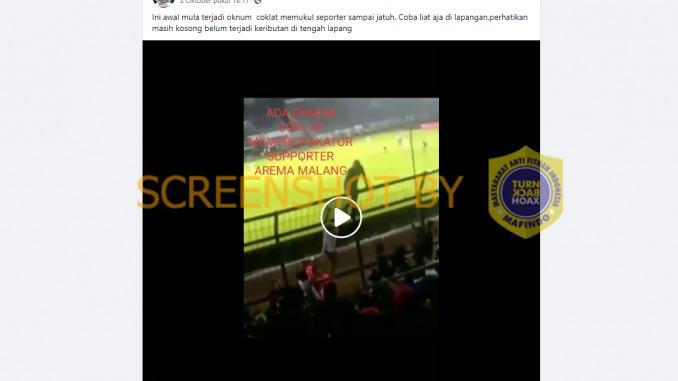 2 Oktober pukul 18.11
Ini awal mula terjadi oknum coklat memukul seporter sampai jatuh. Coba liat aja di lapangan,perhatikan
masih kosong belum terjadi keributan di tengah lapang
ADA OKNUM
COKLAT
MEMPROPOKATOR
SUPPORTER
AREMA MALANG
SCREENSHOT BY
MASYARAKAT ANTI FITNAH INDONESIA
TURN
BACK
HOAX
MAFINDO